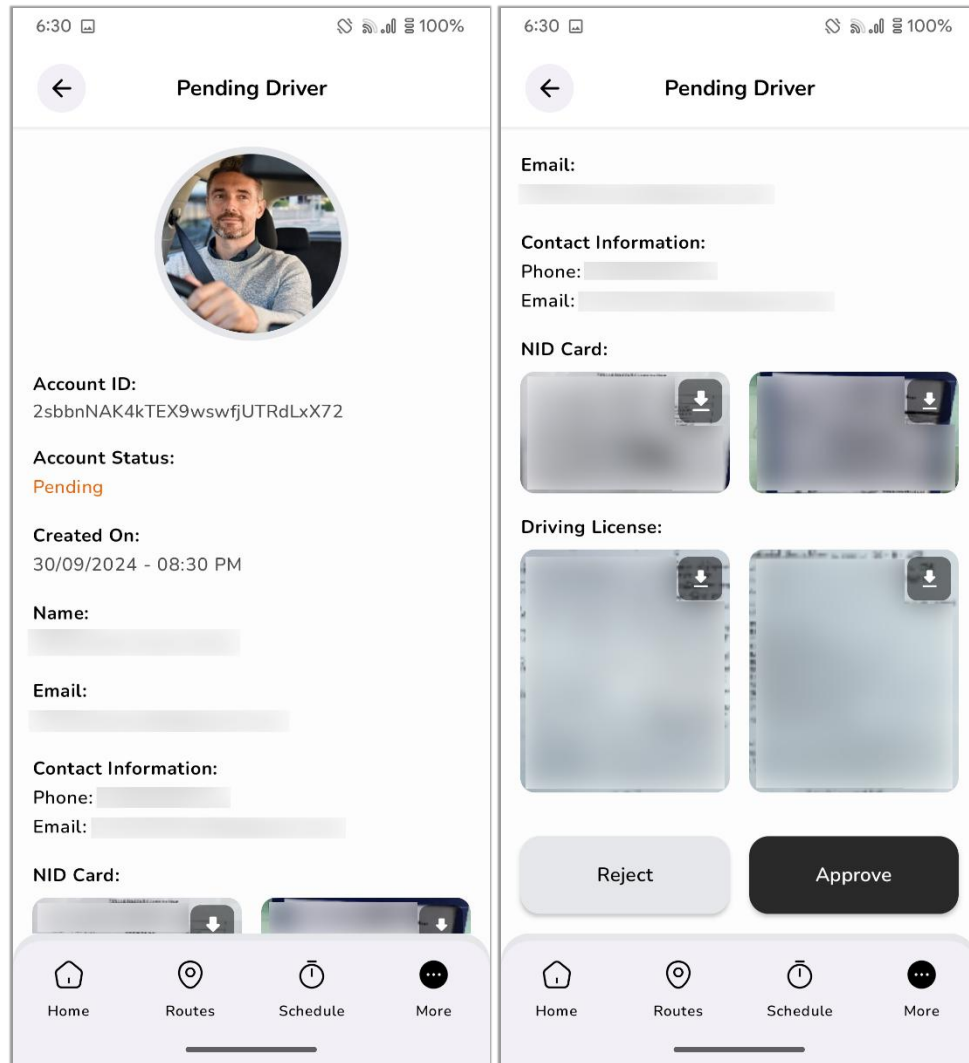 6:30
100%
Pending Driver
Account ID:
2sbbnNAK4kTEX9wswfjUTRdLxX72
Account Status:
Pending
Created On:
30/09/2024 - 08:30 PM
Name:
Email:
Contact Information:
Phone:
Email:
NID Card:
Home
Routes
Schedule
More
6:30
100%
Pending Driver
Email:
Contact Information:
Phone:
Email:
NID Card:
Driving License:
Reject
Approve
Home
Routes
Schedule
More